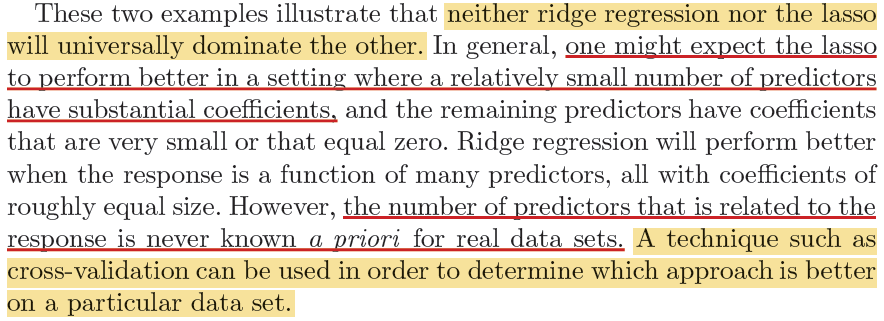 These two examples illustrate that neither ridge regression nor the lasso
will universally dominate the other. In general, one might expect the lasso
to perform better in a setting where a relatively small number of predictors
have substantial coefficients, and the remaining predictors have coefficients
that are very small or that equal zero. Ridge regression will perform better
when the response is a function of many predictors, all with coefficients of
roughly equal size. However, the number of predictors that is related to the
response is never known a priori for real data sets. A technique such as
cross-validation can be used in order to determine which approach is better
on a particular data set.